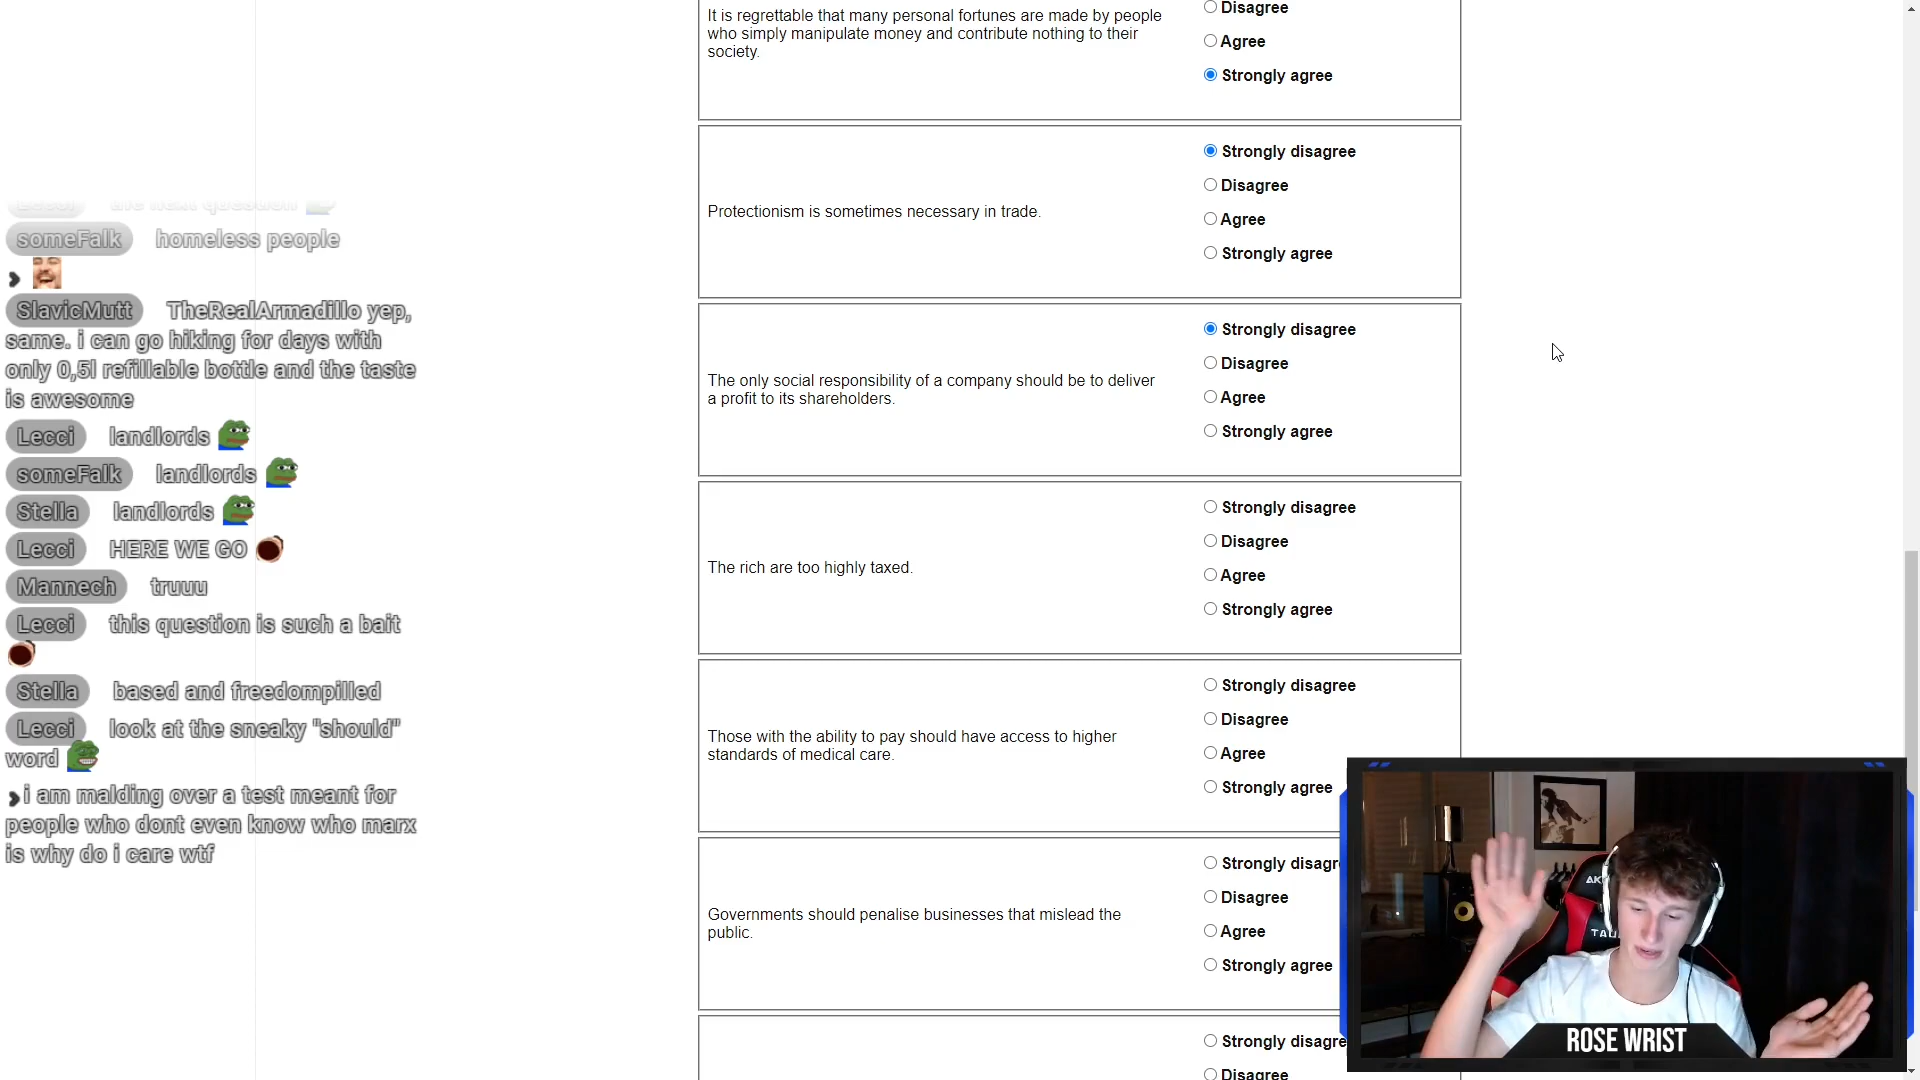 Disagree
It is regrettable that many personal fortunes are made by people
who simply manipulate money and contribute nothing to their
society.
Agree
Strongly agree
Strongly disagree
Disagree
Protectionism is sometimes necessary in trade.
Agree
Strongly agree
Strongly disagree
Disagree
The only social responsibility of a company should be to deliver
a profit to its shareholders.
Agree
Strongly agree
Strongly disagree
Disagree
The rich are too highly taxed.
Agree
Strongly agree
Strongly disagree
Disagree
Those with the ability to pay should have access to higher
standards of medical care.
Agree
Strongly agree
Strongly disagre
Disagree
Governments should penalise businesses that mislead the
public.
Agree
Strongly agree
Strongly disagre
Disagree
the next question
someFalk homeless people
SlavicMutt TheRealArmadillo yep,
same. i can go hiking for days with
only 0,5l refillable bottle and the taste
is awesome
Lecci landlords
someFalk landlords
Stella landlords
Lecci HERE WE GO
Mannech truuu
Lecci this question is such a bait
Stella based and freedompilled
Lecci look at the sneaky "should"
word
i am malding over a test meant for
people who dont even know who marx
is why do i care wtf
AK
TAU
ROSE WRIST